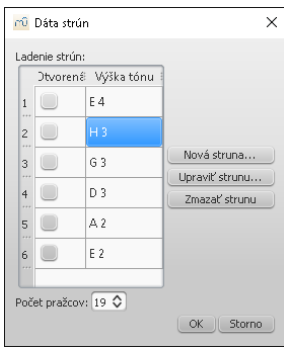 Dáta strún
Ladenie strún:
Otvorená Výška tónu
1 E 4
2 H 3
3 G 3
4 D 3
5 A 2
6 E 2
Nová struna...
Upraviť strunu...
Zmazať strunu
Počet pražcov: 19
OK Storno